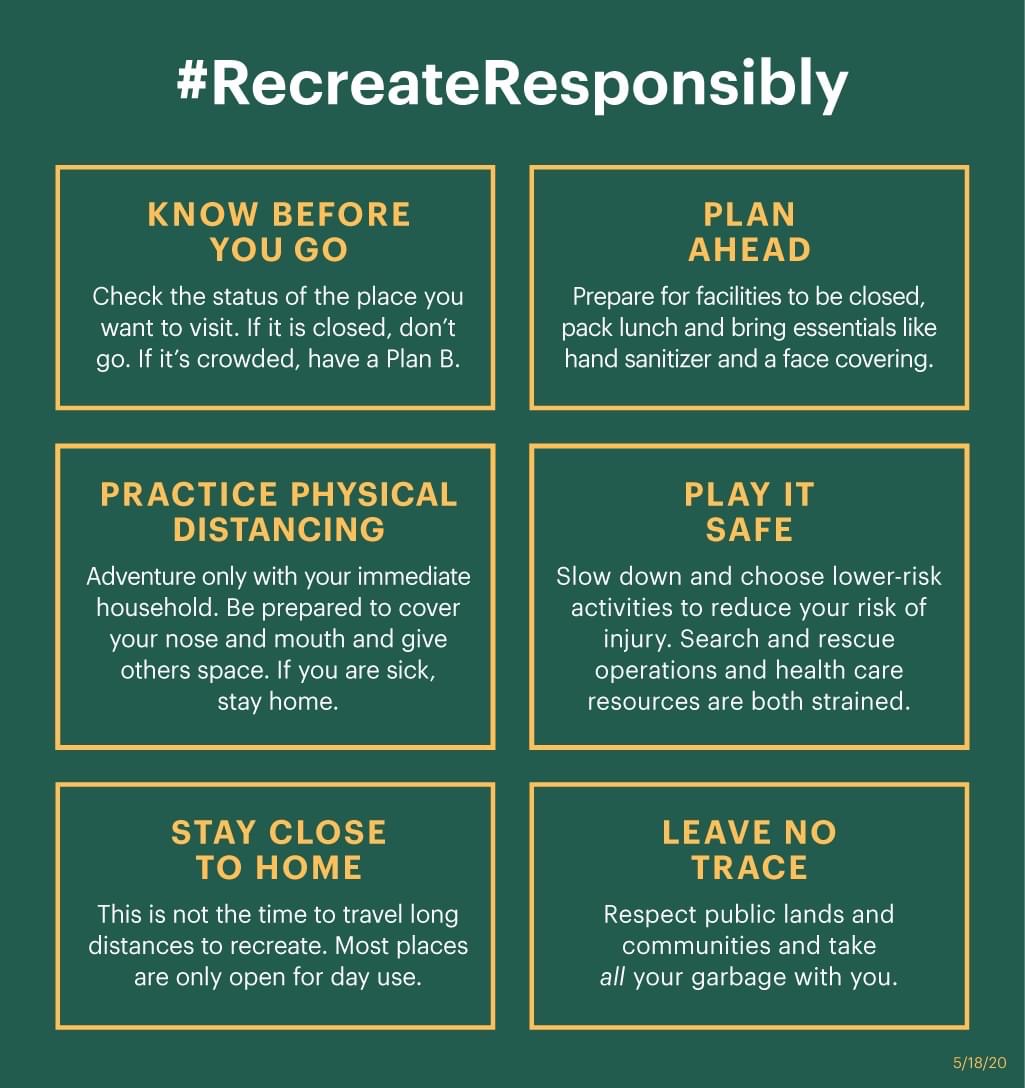 #RecreateResponsibly
KNOW BEFORE
YOU GO
Check the status of the place you
want to visit. If it is closed, don’t
go. If it’s crowded, have a Plan B.
PLAN
AHEAD
Prepare for facilities to be closed,
pack lunch and bring essentials like
hand sanitizer and a face covering.
PRACTICE PHYSICAL
DISTANCING
Adventure only with your immediate
household. Be prepared to cover
your nose and mouth and give
others space. If you are sick,
stay home.
PLAY IT
SAFE
Slow down and choose lower-risk
activities to reduce your risk of
injury. Search and rescue
operations and health care
resources are both strained.
STAY CLOSE
TO HOME
This is not the time to travel long
distances to recreate. Most places
are only open for day use.
LEAVE NO
TRACE
Respect public lands and
communities and take
all your garbage with you.
5/18/20